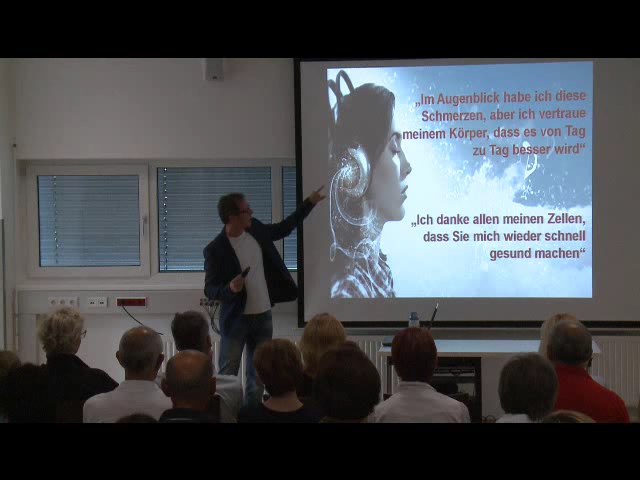 „Im Augenblick habe ich diese
Schmerzen, aber ich vertraue
meinem Körper, dass es von Tag
zu Tag besser wird“
„Ich danke allen meinen Zellen,
dass Sie mich wieder schnell
gesund machen“